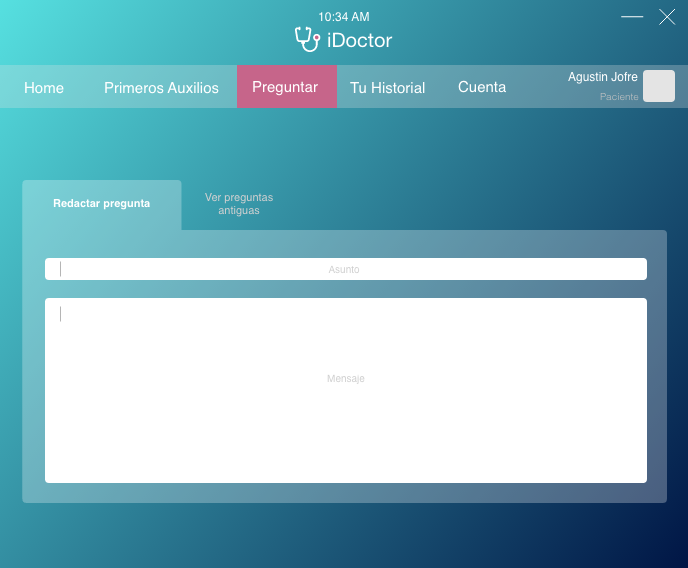 10:34 AM
iDoctor
Home
Primeros Auxilios
Preguntar
Tu Historial
Cuenta
Agustin Jofre
Paciente
Redactar pregunta
Ver preguntas
antiguas
Asunto
Mensaje